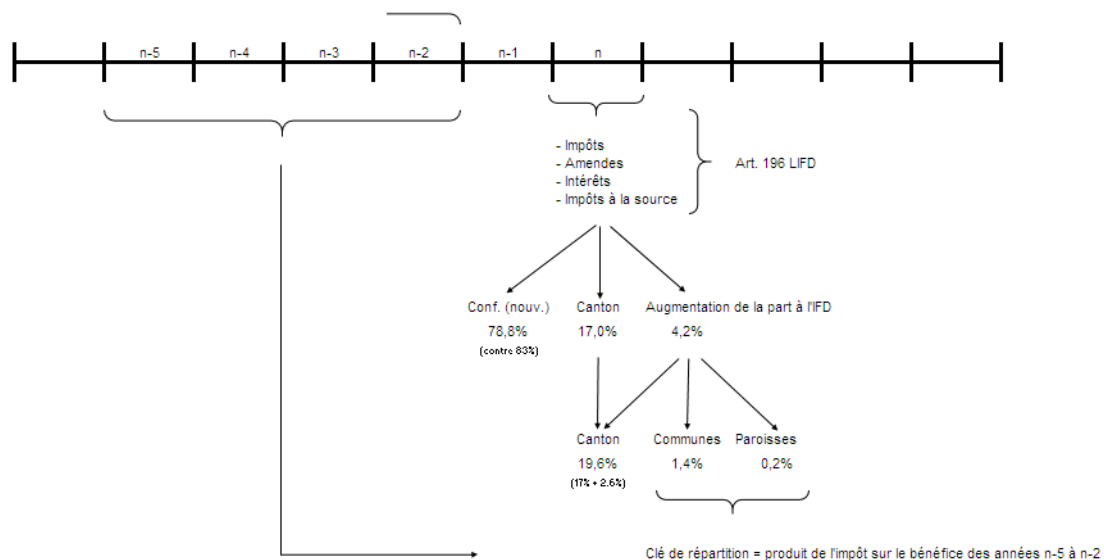 n-5 n-4 n-3 n-2 n-1 n
- Impôts
- Amendes
- Intérêts
- Impôts à la source
Art. 196 LIFD
Conf. (nouv.) Canton Augmentation de la part à l'IFD
78,8% 17,0% 4,2%
(contre 83%)
Canton Communes Paroisses
19,6% 1,4% 0,2%
(17% + 2.6%)
Clé de répartition = produit de l'impôt sur le bénéfice des années n-5 à n-2